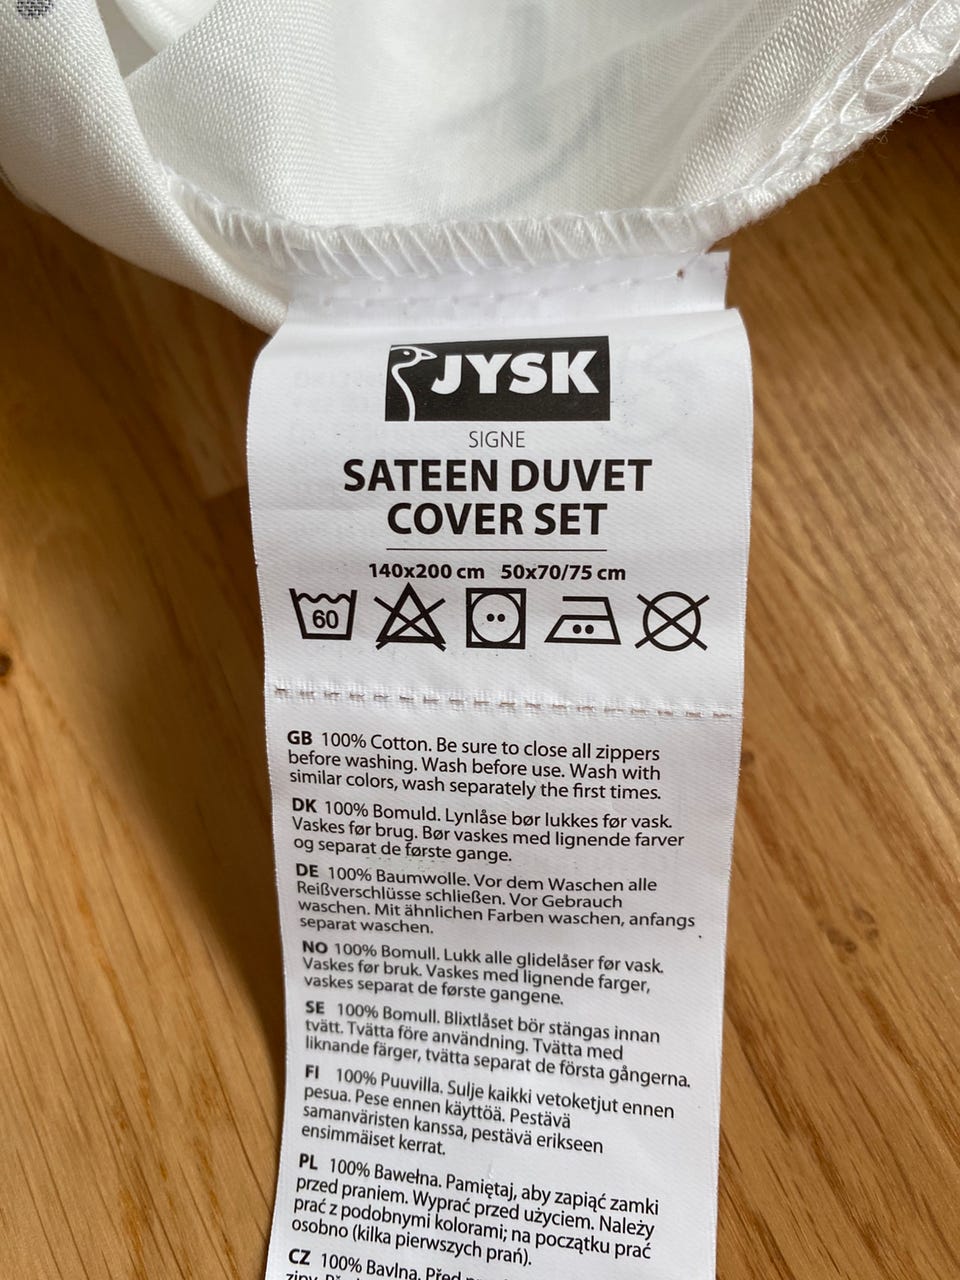 JYSK
SIGNE
SATEEN DUVET
COVER SET
140x200 cm 50x70/75 cm
60
GB 100% Cotton. Be sure to close all zippers
before washing. Wash before use. Wash with
similar colors, wash separately the first times.
DK 100% Bomuld. Lynlåse bør lukkes før vask.
Vaskes før brug. Bør vaskes med lignende farver
og separat de første gange.
DE 100% Baumwolle. Vor dem Waschen alle
Reißverschlüsse schließen. Vor Gebrauch
waschen. Mit ähnlichen Farben waschen, anfangs
separat waschen.
NO 100% Bomull. Lukk alle glidelåser før vask.
Vaskes før bruk. Vaskes med lignende farger,
vaskes separat de første gangene.
SE 100% Bomull. Blixtlåset bör stängas innan
tvätt. Tvätta före användning. Tvätta med
liknande färger, tvätta separat de första gångerna.
FI 100% Puuvilla. Sulje kaikki vetoketjut ennen
pesua. Pese ennen käyttöä. Pestävä
samanväristen kanssa, pestävä erikseen
ensimmäiset kerrat.
PL 100% Bawełna. Pamiętaj, aby zapiąć zamki
przed praniem. Wyprać przed użyciem. Należy
prać z podobnymi kolorami; na początku prać
osobno (kilka pierwszych prań).
CZ 100% Bavlna. Před
zipy.